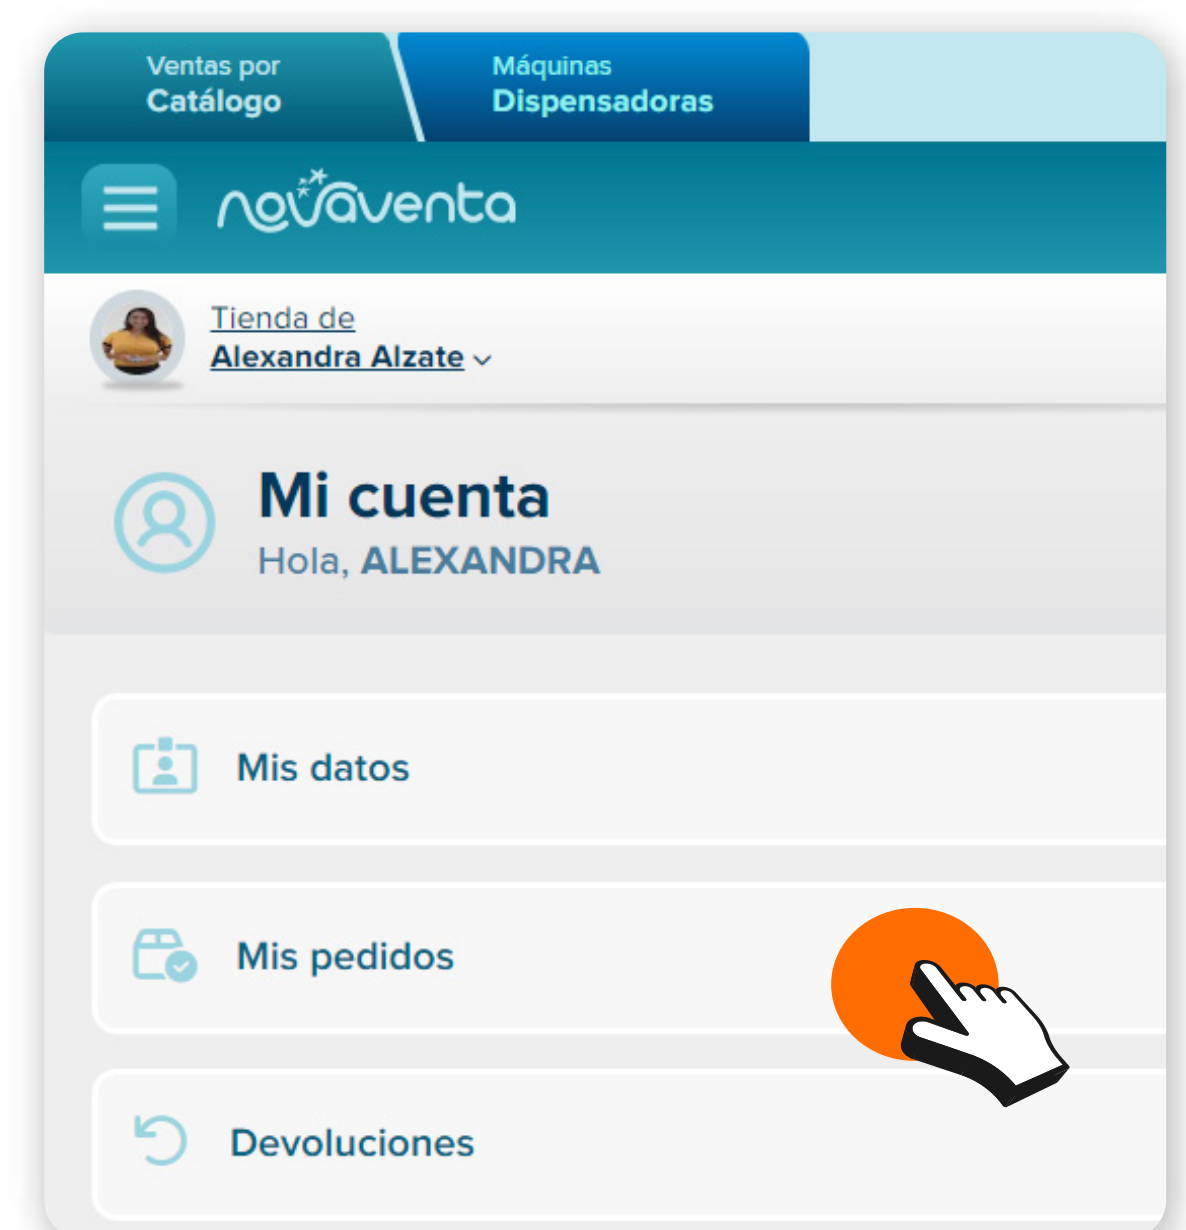 Ventas por
Catálogo
Máquinas
Dispensadoras
novaventa
Tienda de
Alexandra Alzate
Mi cuenta
Hola, ALEXANDRA
Mis datos
Mis pedidos
Devoluciones